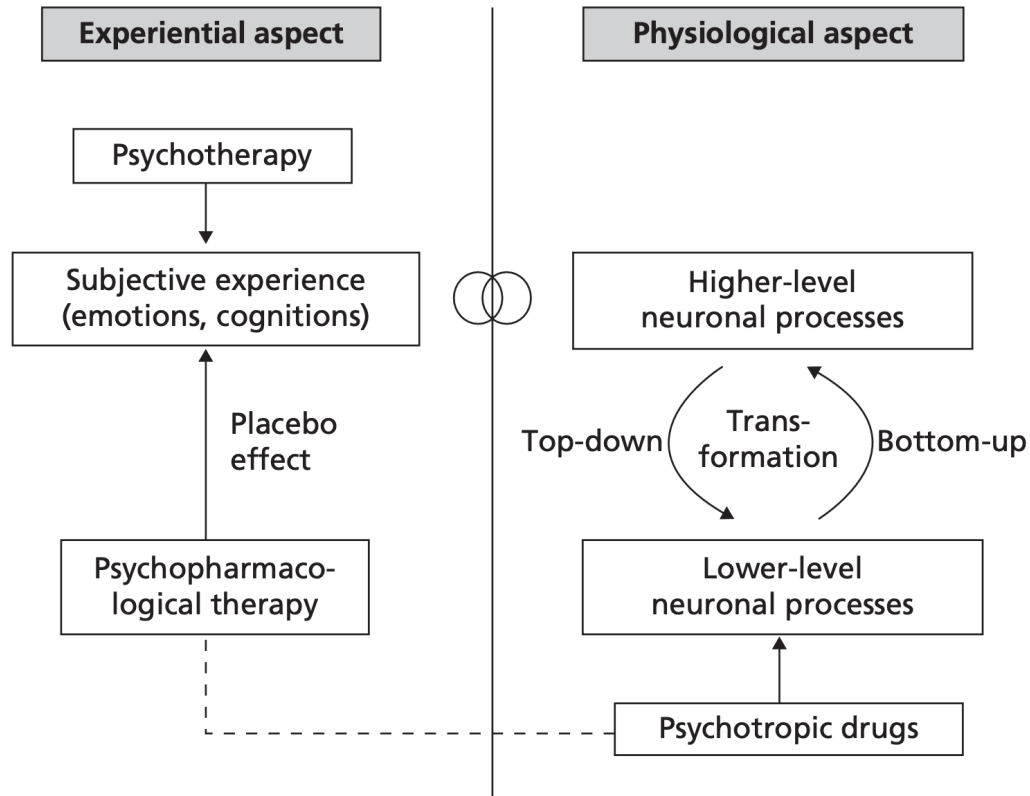 Experiential aspect
Physiological aspect
Psychotherapy
Subjective experience
(emotions, cognitions)
Higher-level
neuronal processes
Placebo
effect
Top-down
Trans-
formation
Bottom-up
Psychopharmaco-
logical therapy
Lower-level
neuronal processes
Psychotropic drugs